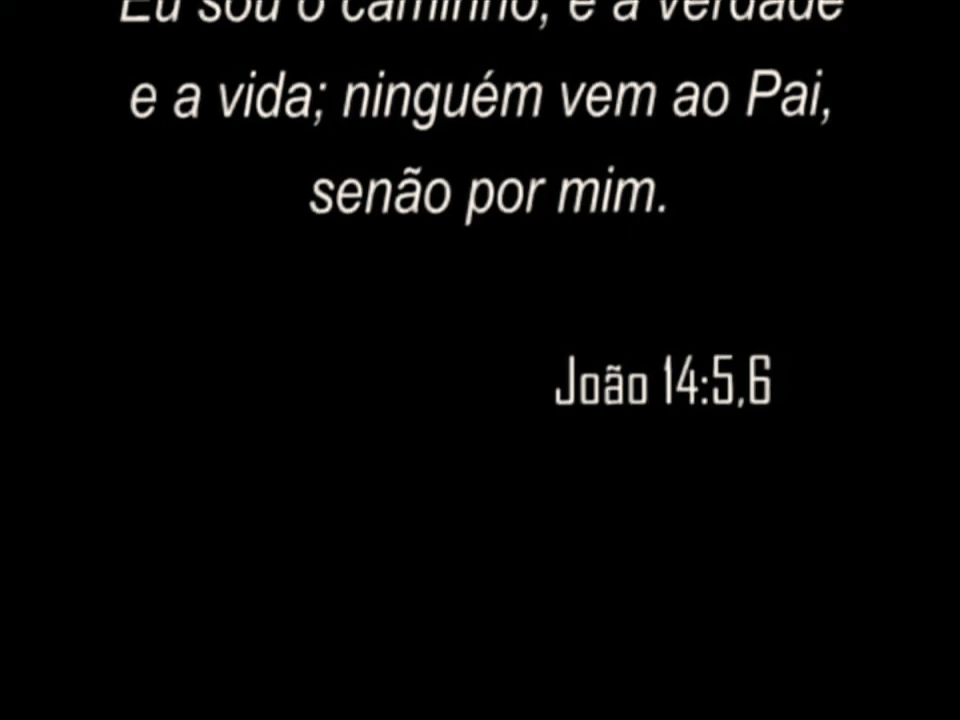 Eu sou o caminho, e a verdade
e a vida; ninguém vem ao Pai,
senão por mim.
João 14:5,6